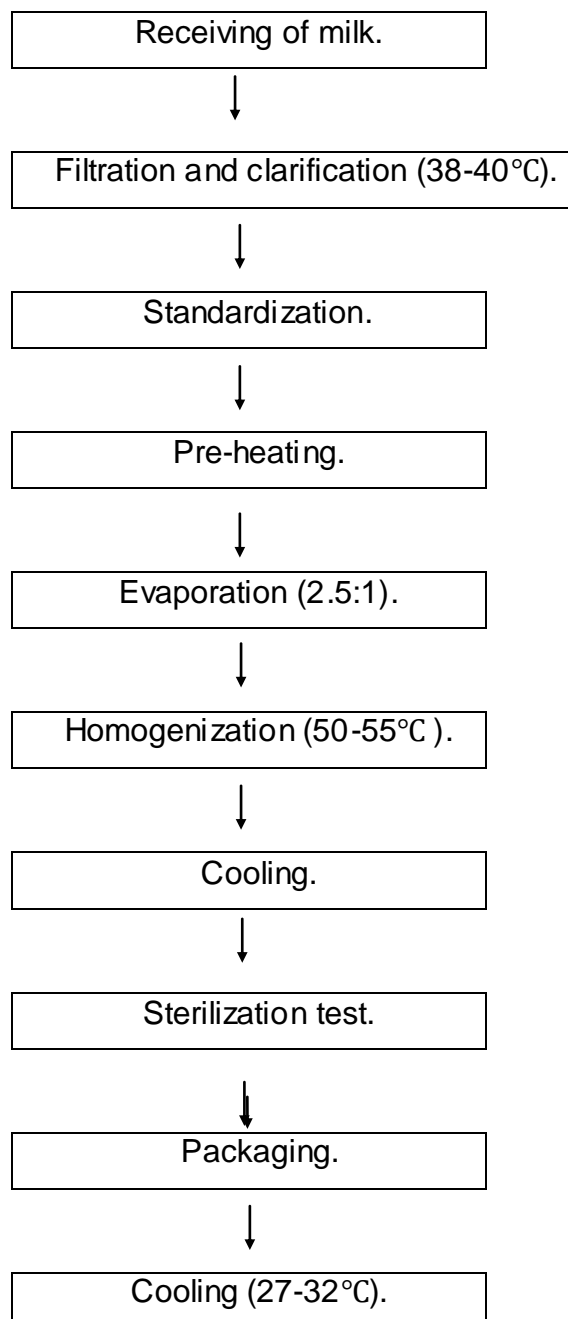 Receiving of milk.
Filtration and clarification (38-40℃).
Standardization.
Pre-heating.
Evaporation (2.5:1).
Homogenization (50-55℃ ).
Cooling.
Sterilization test.
Packaging.
Cooling (27-32℃).